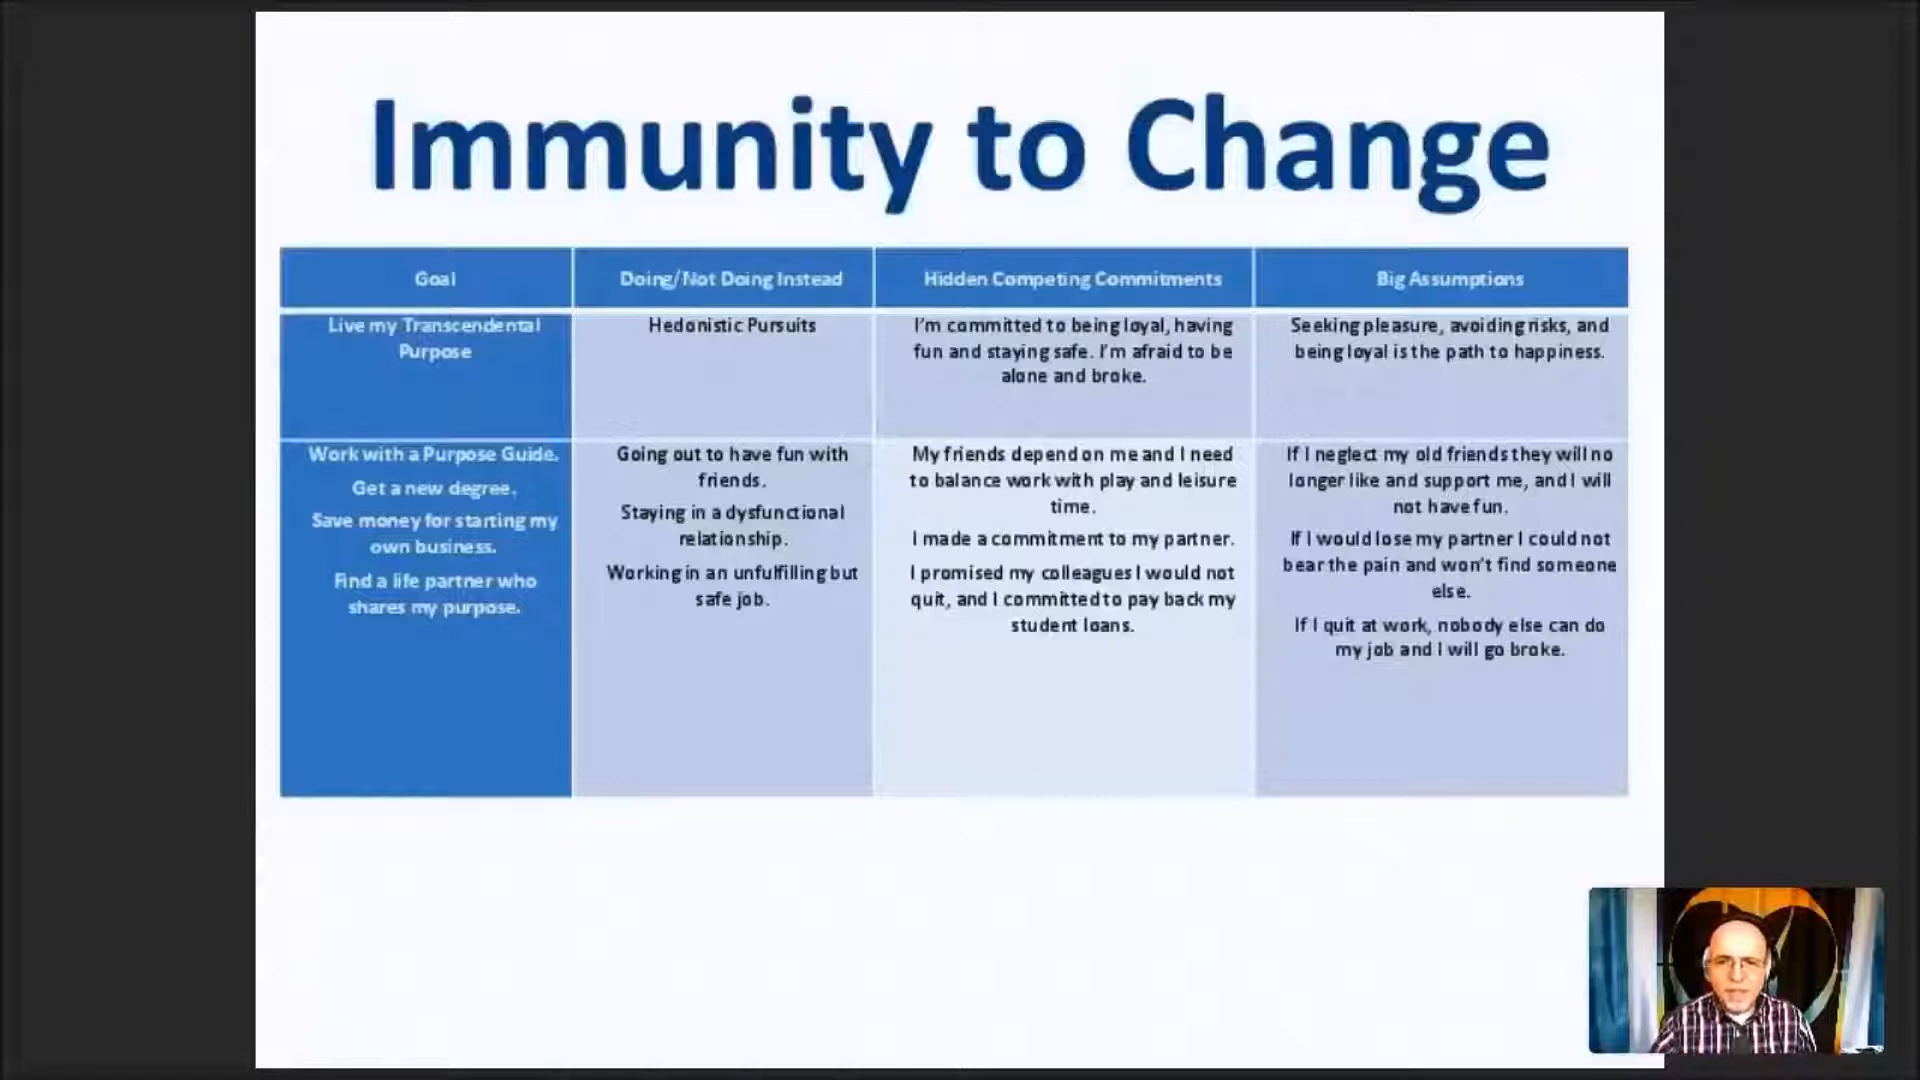 Immunity to Change
Goal
Doing/Not Doing Instead
Hidden Competing Commitments
Big Assumptions
Live my Transcendental
Purpose
Hedonistic Pursuits
I'm committed to being loyal, having
fun and staying safe. I'm afraid to be
alone and broke.
Seeking pleasure, avoiding risks, and
being loyal is the path to happiness.
Work with a Purpose Guide.
Get a new degree.
Save money for starting my
own business.
Find a life partner who
shares my purpose.
Going out to have fun with
friends.
Staying in a dysfunctional
relationship.
Working in an unfulfilling but
safe job.
My friends depend on me and I need
to balance work with play and leisure
time.
I made a commitment to my partner.
I promised my colleagues I would not
quit, and I committed to pay back my
student loans.
If I neglect my old friends they will no
longer like and support me, and I will
not have fun.
If I would lose my partner I could not
bear the pain and won't find someone
else.
If I quit at work, nobody else can do
my job and I will go broke.